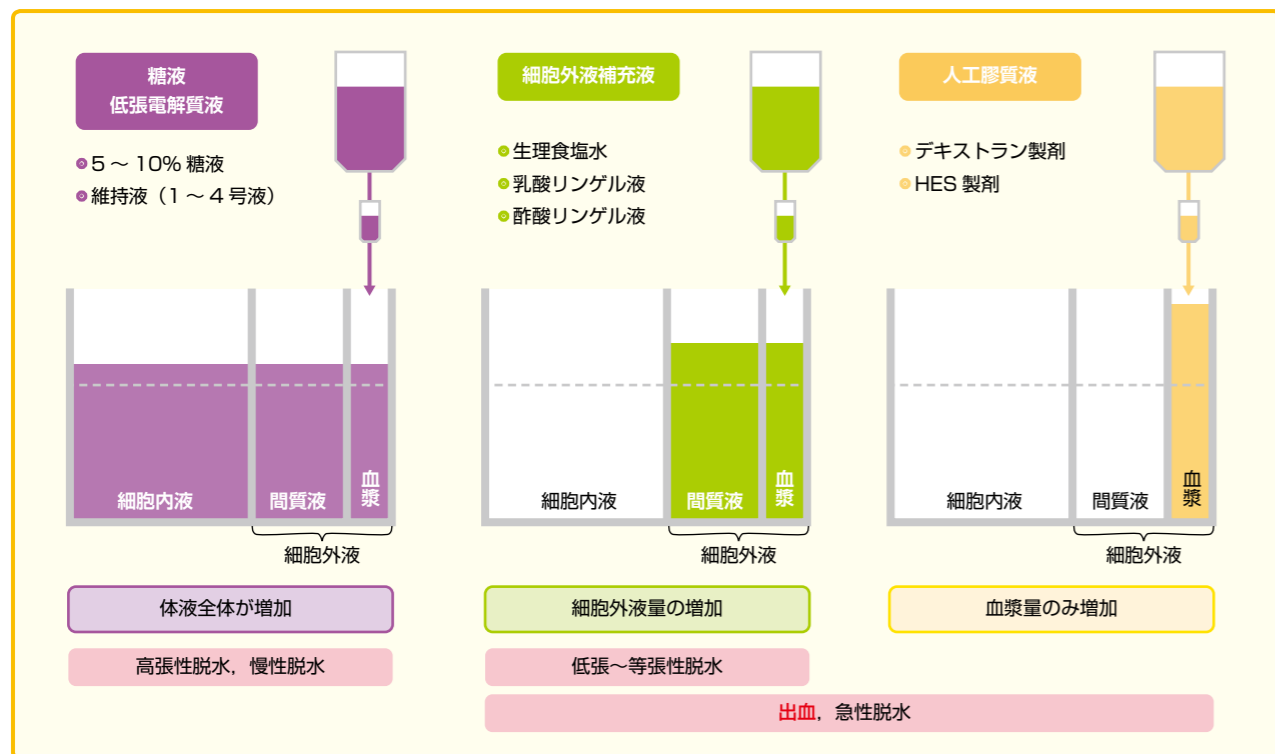 糖液
低張電解質液
5～10% 糖液
維持液（1～4号液）
細胞内液
間質液
血漿
細胞外液
体液全体が増加
高張性脱水，慢性脱水
細胞外液補充液
生理食塩水
乳酸リンゲル液
酢酸リンゲル液
細胞内液
間質液
血漿
細胞外液
細胞外液量の増加
低張～等張性脱水
人工膠質液
デキストラン製剤
HES 製剤
細胞内液
間質液
血漿
細胞外液
血漿量のみ増加
出血，急性脱水